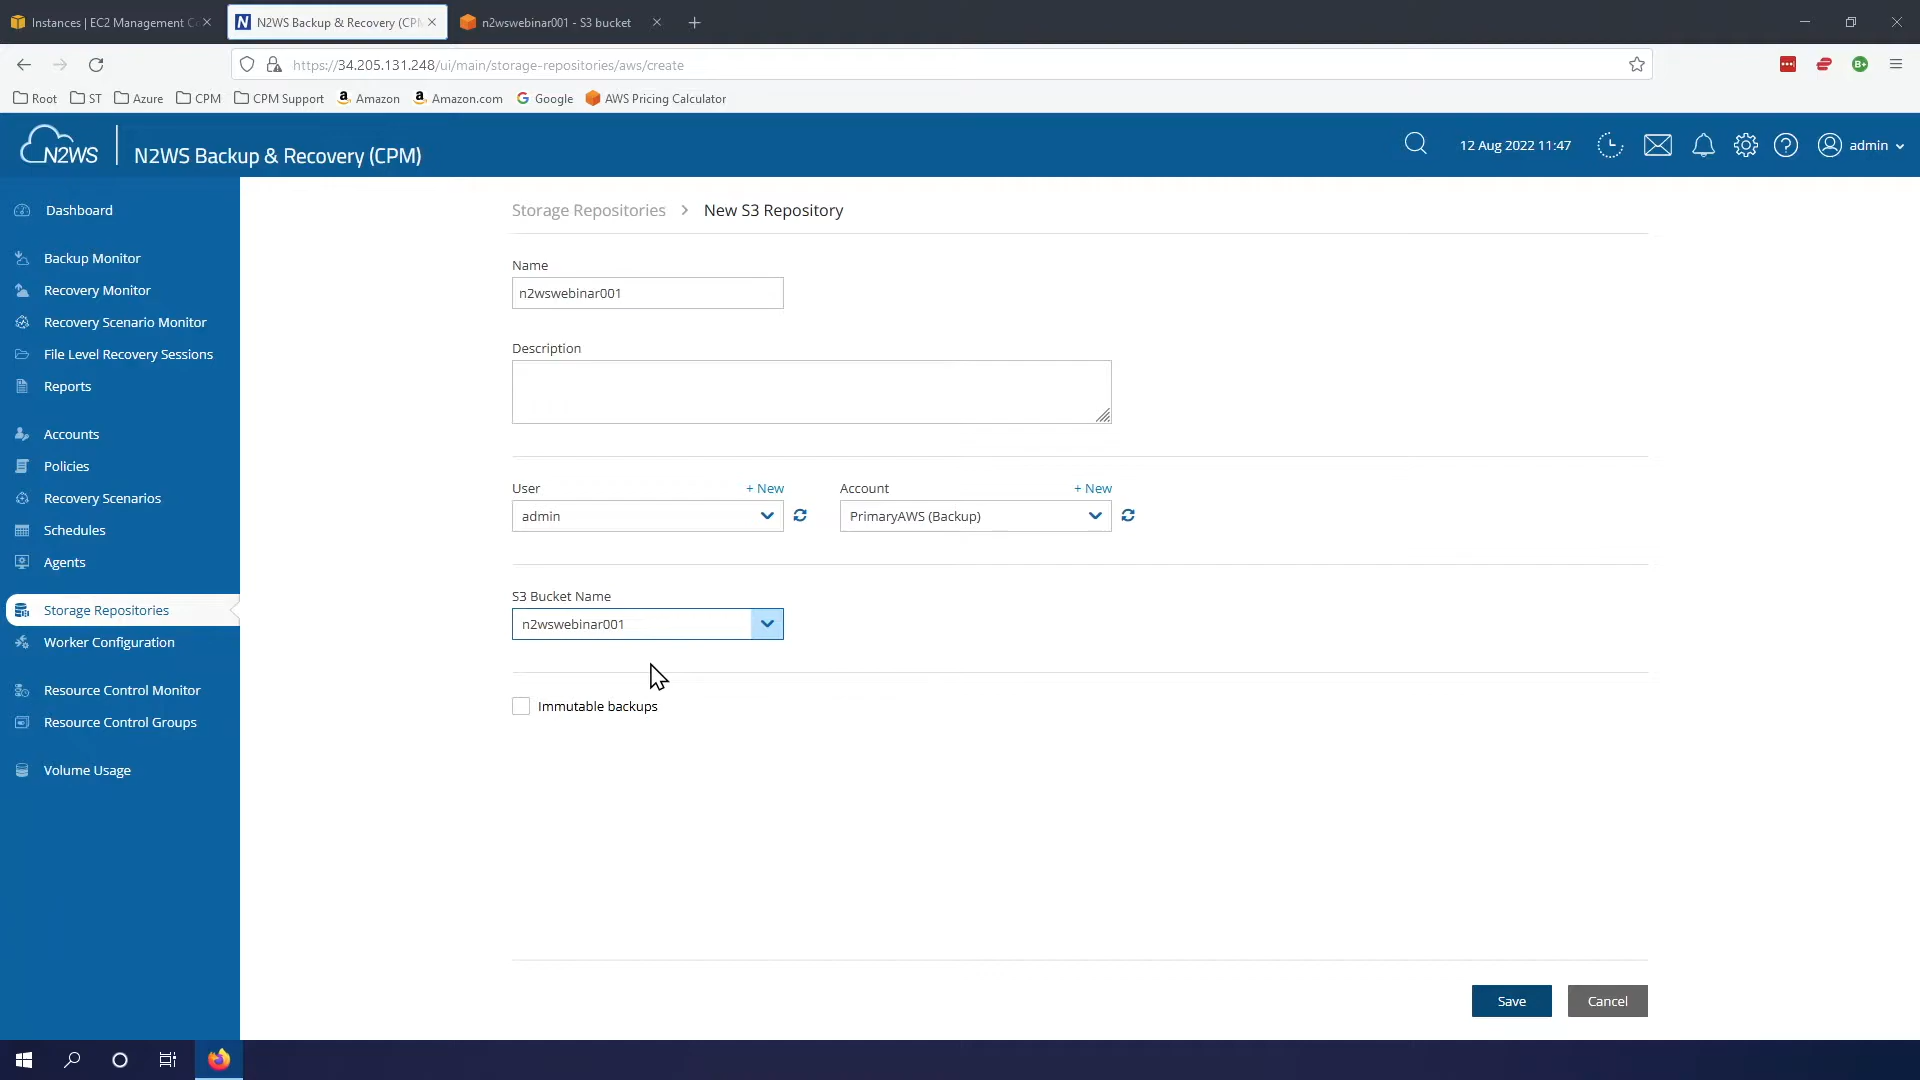 Instances | EC2 Management C
N2WS Backup & Recovery (CPM
n2wswebinar001 - S3 bucket
https://34.205.131.248/ui/main/storage-repositories/aws/create
Root
ST
Azure
CPM
CPM Support
Amazon
Amazon.com
Google
AWS Pricing Calculator
N2WS
N2WS Backup & Recovery (CPM)
12 Aug 2022 11:47
admin
Dashboard
Backup Monitor
Recovery Monitor
Recovery Scenario Monitor
File Level Recovery Sessions
Reports
Accounts
Policies
Recovery Scenarios
Schedules
Agents
Storage Repositories
Worker Configuration
Resource Control Monitor
Resource Control Groups
Volume Usage
Storage Repositories > New S3 Repository
Name
n2wswebinar001
Description
User
+ New
Account
+ New
admin
PrimaryAWS (Backup)
S3 Bucket Name
n2wswebinar001
Immutable backups
Save
Cancel